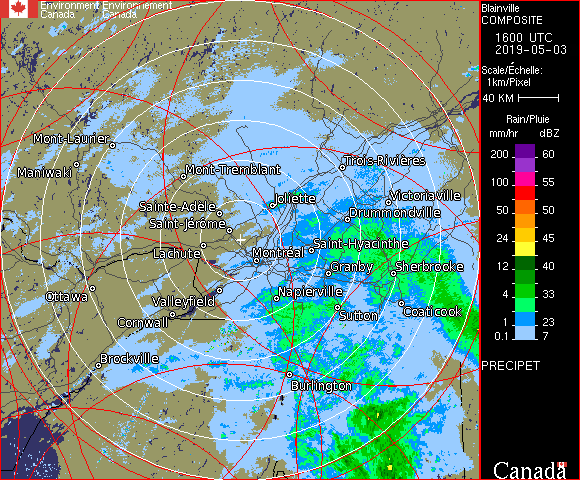 Environment Environnement
Canada Canada
Blainville
COMPOSITE
1600 UTC
2019-05-03
Scale/Échelle:
1km/Pixel
40 KM
Rain/Pluie
mm/hr dBZ
200 60
100 55
50 50
24 45
12 40
4 33
1 23
0.1 7
PRECIPET
Canada
Mont-Laurier
Maniwaki
Mont-Tremblant
Trois-Rivières
Joliette
Victoriaville
Sainte-Adele
Drummondville
Saint-Jérome
Lachute
Montréal
Saint-Hyacinthe
Granby
Sherbrooke
Ottawa
Valleyfield
Napierville
Sutton
Coaticook
Cornwall
Brockville
Burlington